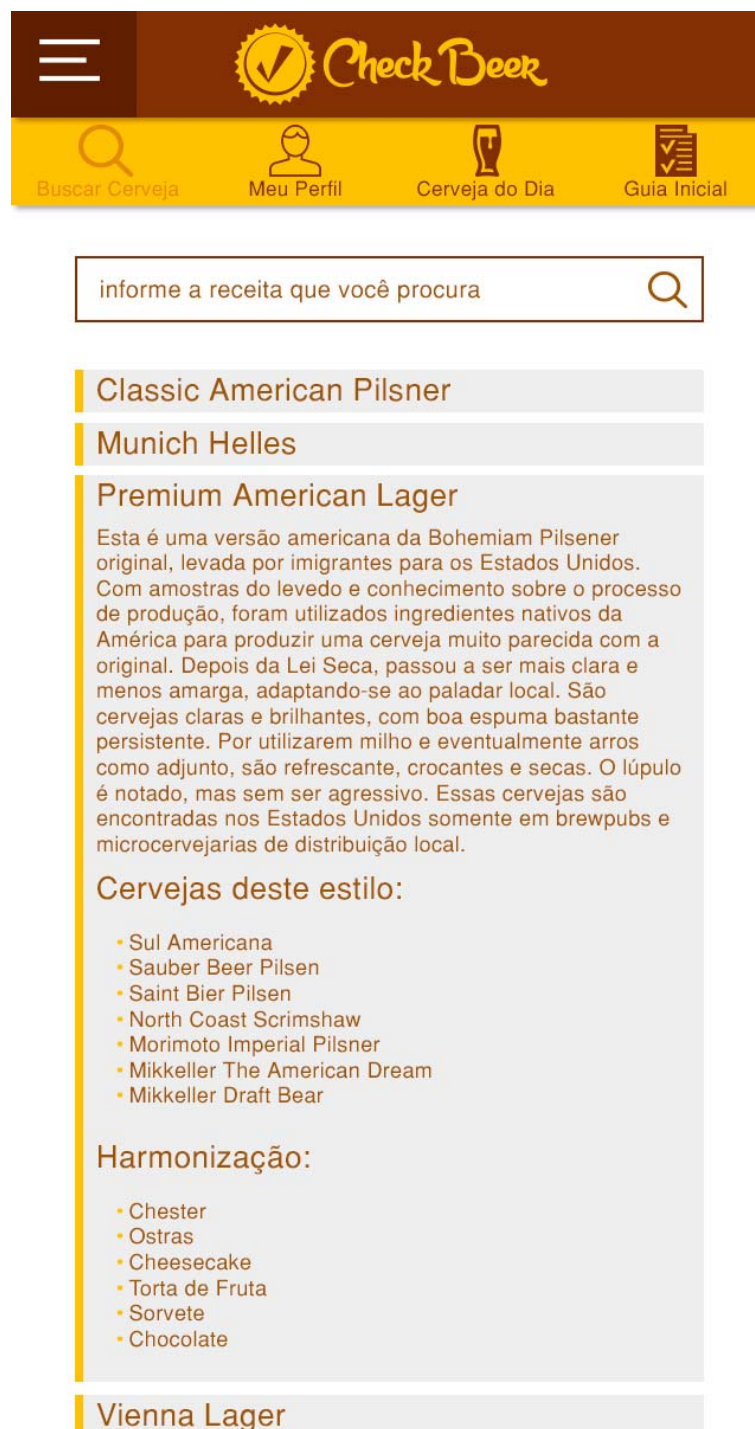 Check Beer
Buscar Cerveja
Meu Perfil
Cerveja do Dia
Guia Inicial
informe a receita que você procura
Classic American Pilsner
Munich Helles
Premium American Lager
Esta é uma versão americana da Bohemiam Pilsener
original, levada por imigrantes para os Estados Unidos.
Com amostras do levedo e conhecimento sobre o processo
de produção, foram utilizados ingredientes nativos da
América para produzir uma cerveja muito parecida com a
original. Depois da Lei Seca, passou a ser mais clara e
menos amarga, adaptando-se ao paladar local. São
cervejas claras e brilhantes, com boa espuma bastante
persistente. Por utilizarem milho e eventualmente arros
como adjunto, são refrescante, crocantes e secas. O lúpulo
é notado, mas sem ser agressivo. Essas cervejas são
encontradas nos Estados Unidos somente em brewpubs e
microcervejarias de distribuição local.
Cervejas deste estilo:
• Sul Americana
• Sauber Beer Pilsen
• Saint Bier Pilsen
• North Coast Scrimshaw
• Morimoto Imperial Pilsner
• Mikkeller The American Dream
• Mikkeller Draft Bear
Harmonização:
• Chester
• Ostras
• Cheesecake
• Torta de Fruta
• Sorvete
• Chocolate
Vienna Lager